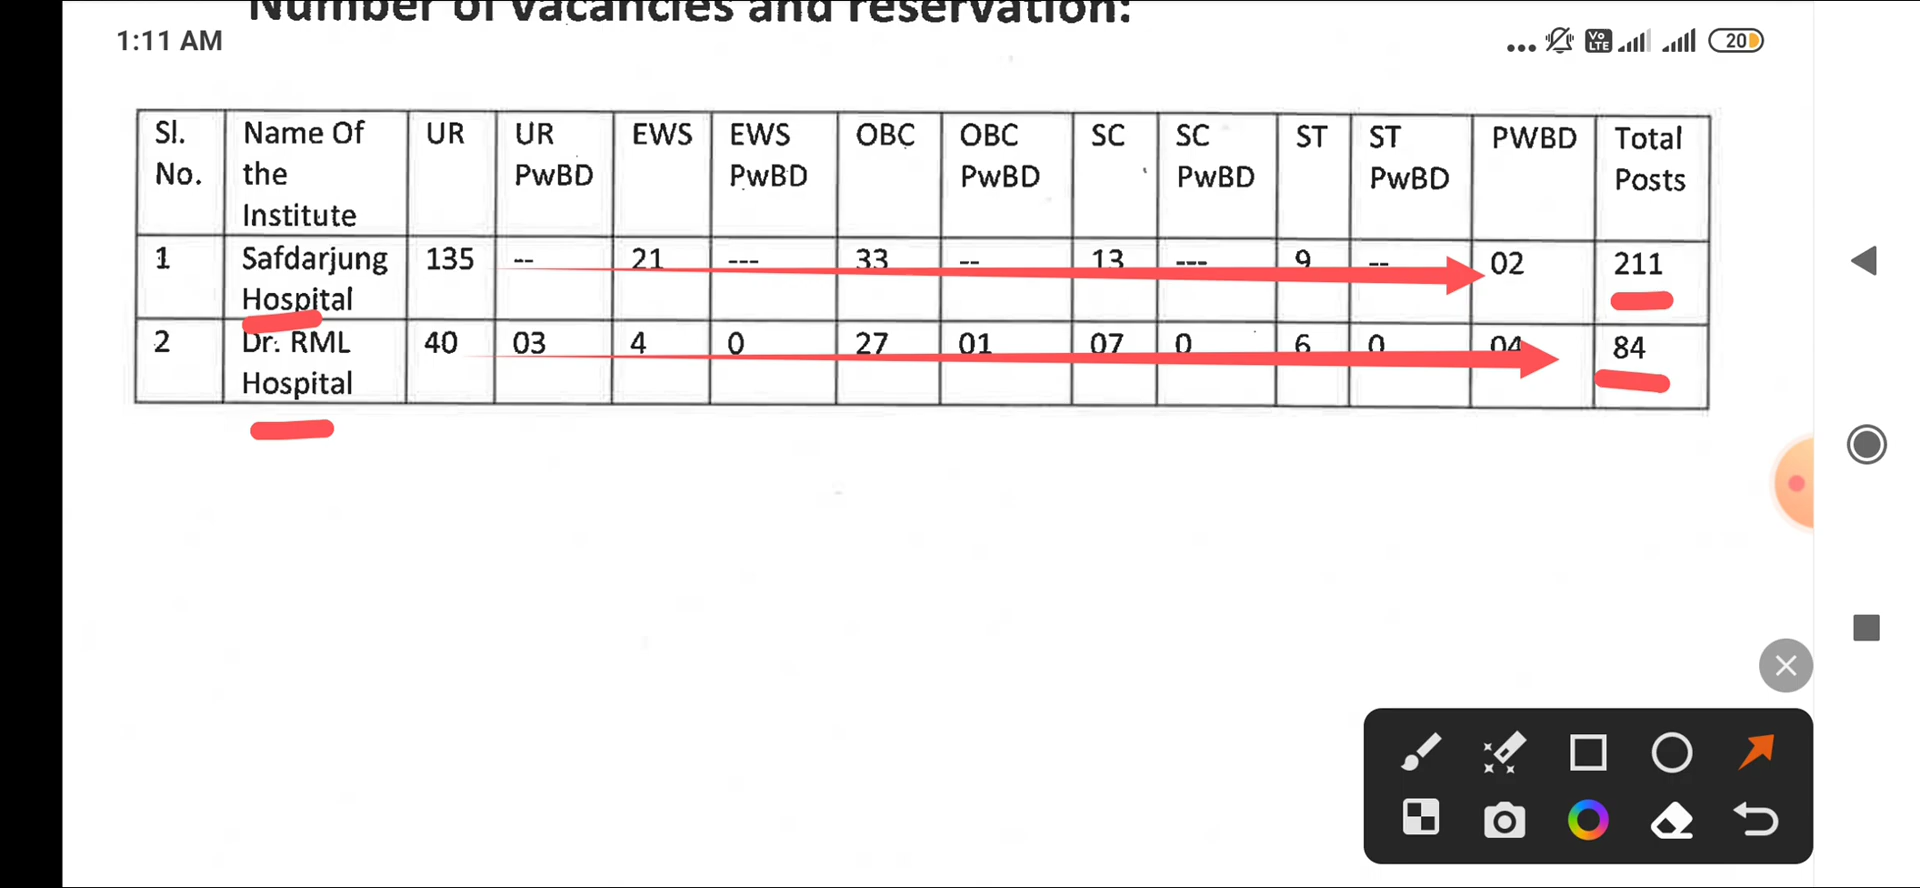 Number of vacancies and reservation:
1:11 AM
Vo LTE
20
Sl. No. Name Of the Institute UR UR PwBD EWS EWS PwBD OBC OBC PwBD SC SC PwBD ST ST PwBD PWBD Total Posts
1 Safdarjung Hospital 135 -- 21 --- 33 -- 13 --- 9 -- 02 211
2 Dr. RML Hospital 40 03 4 0 27 01 07 0 6 0 04 84